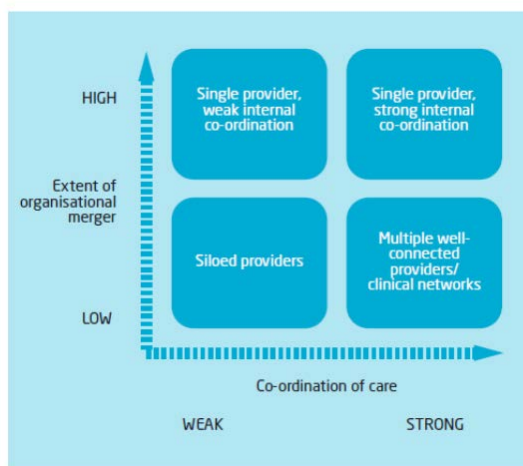 HIGH
Single provider,
weak internal
co-ordination
Single provider,
strong internal
co-ordination
Extent of
organisational
merger
Siloed providers
Multiple well-
connected
providers/
clinical networks
LOW
Co-ordination of care
WEAK
STRONG